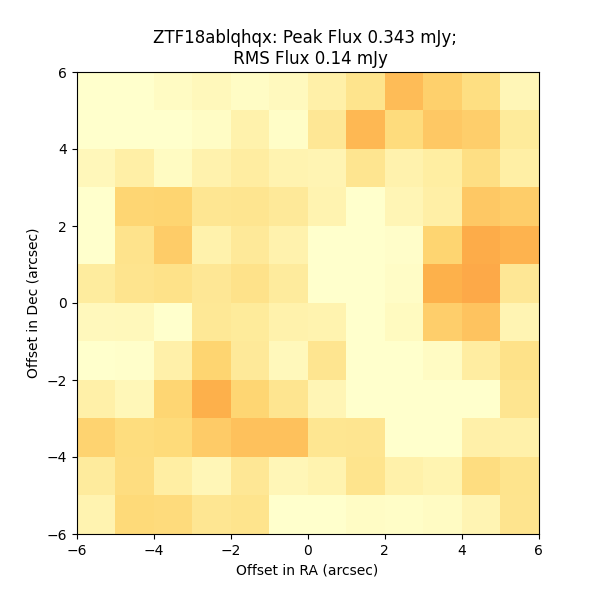 ZTF18ablqhqx: Peak Flux 0.343 mJy;
RMS Flux 0.14 mJy
6
4
2
0
−2
−4
−6
Offset in Dec (arcsec)
−6 −4 −2 0 2 4 6
Offset in RA (arcsec)